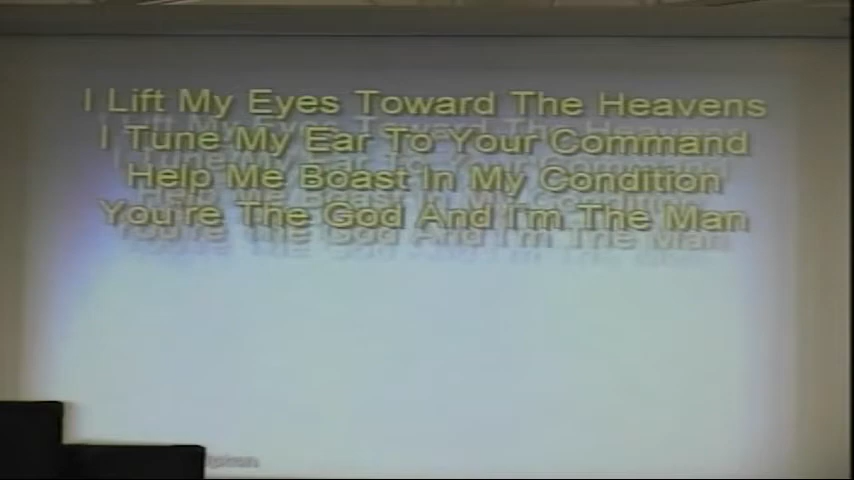 I Lift My Eyes Toward The Heavens
I Tune My Ear To Your Command
Help Me Boast In My Condition
You're The God And I'm The Man